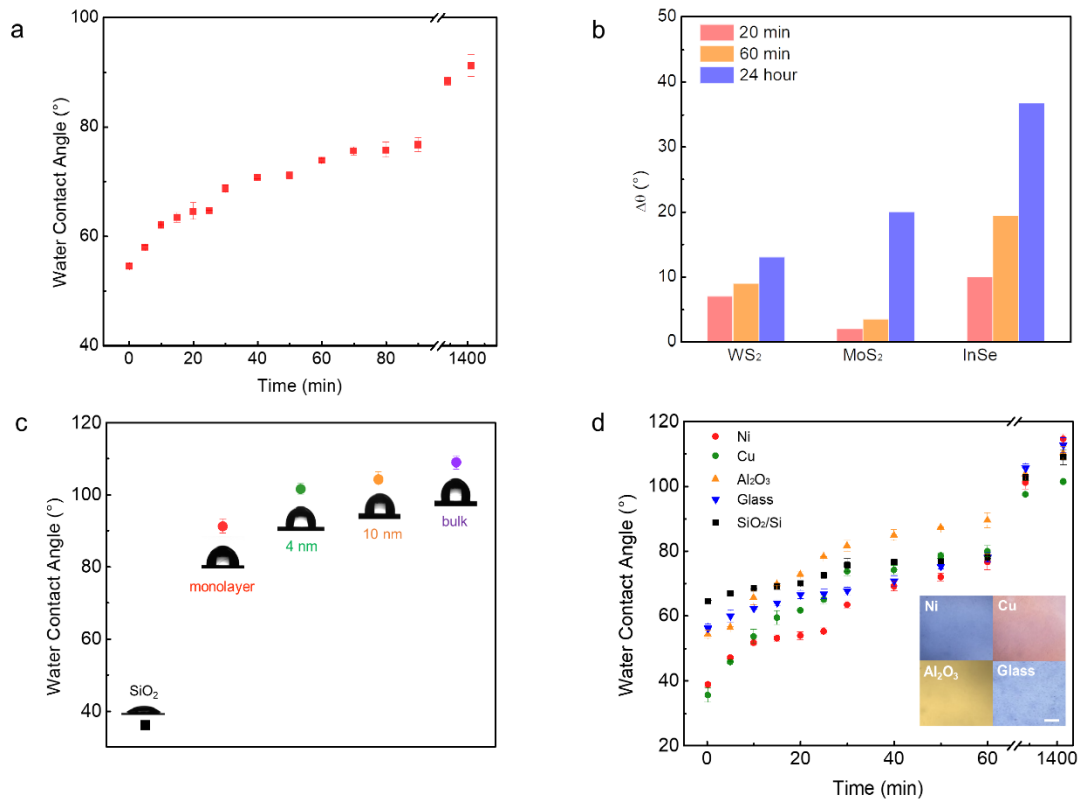 a
100
80
60
40
Water Contact Angle (°)
0 20 40 60 80 1400
Time (min)
b
50
40
30
20
10
0
Δθ (°)
20 min
60 min
24 hour
WS₂ MoS₂ InSe
c
120
100
80
60
40
Water Contact Angle (°)
SiO₂
monolayer
4 nm
10 nm
bulk
d
120
100
80
60
40
20
Water Contact Angle (°)
Ni
Cu
Al₂O₃
Glass
SiO₂/Si
Ni Cu
Al₂O₃ Glass
0 20 40 60 1400
Time (min)